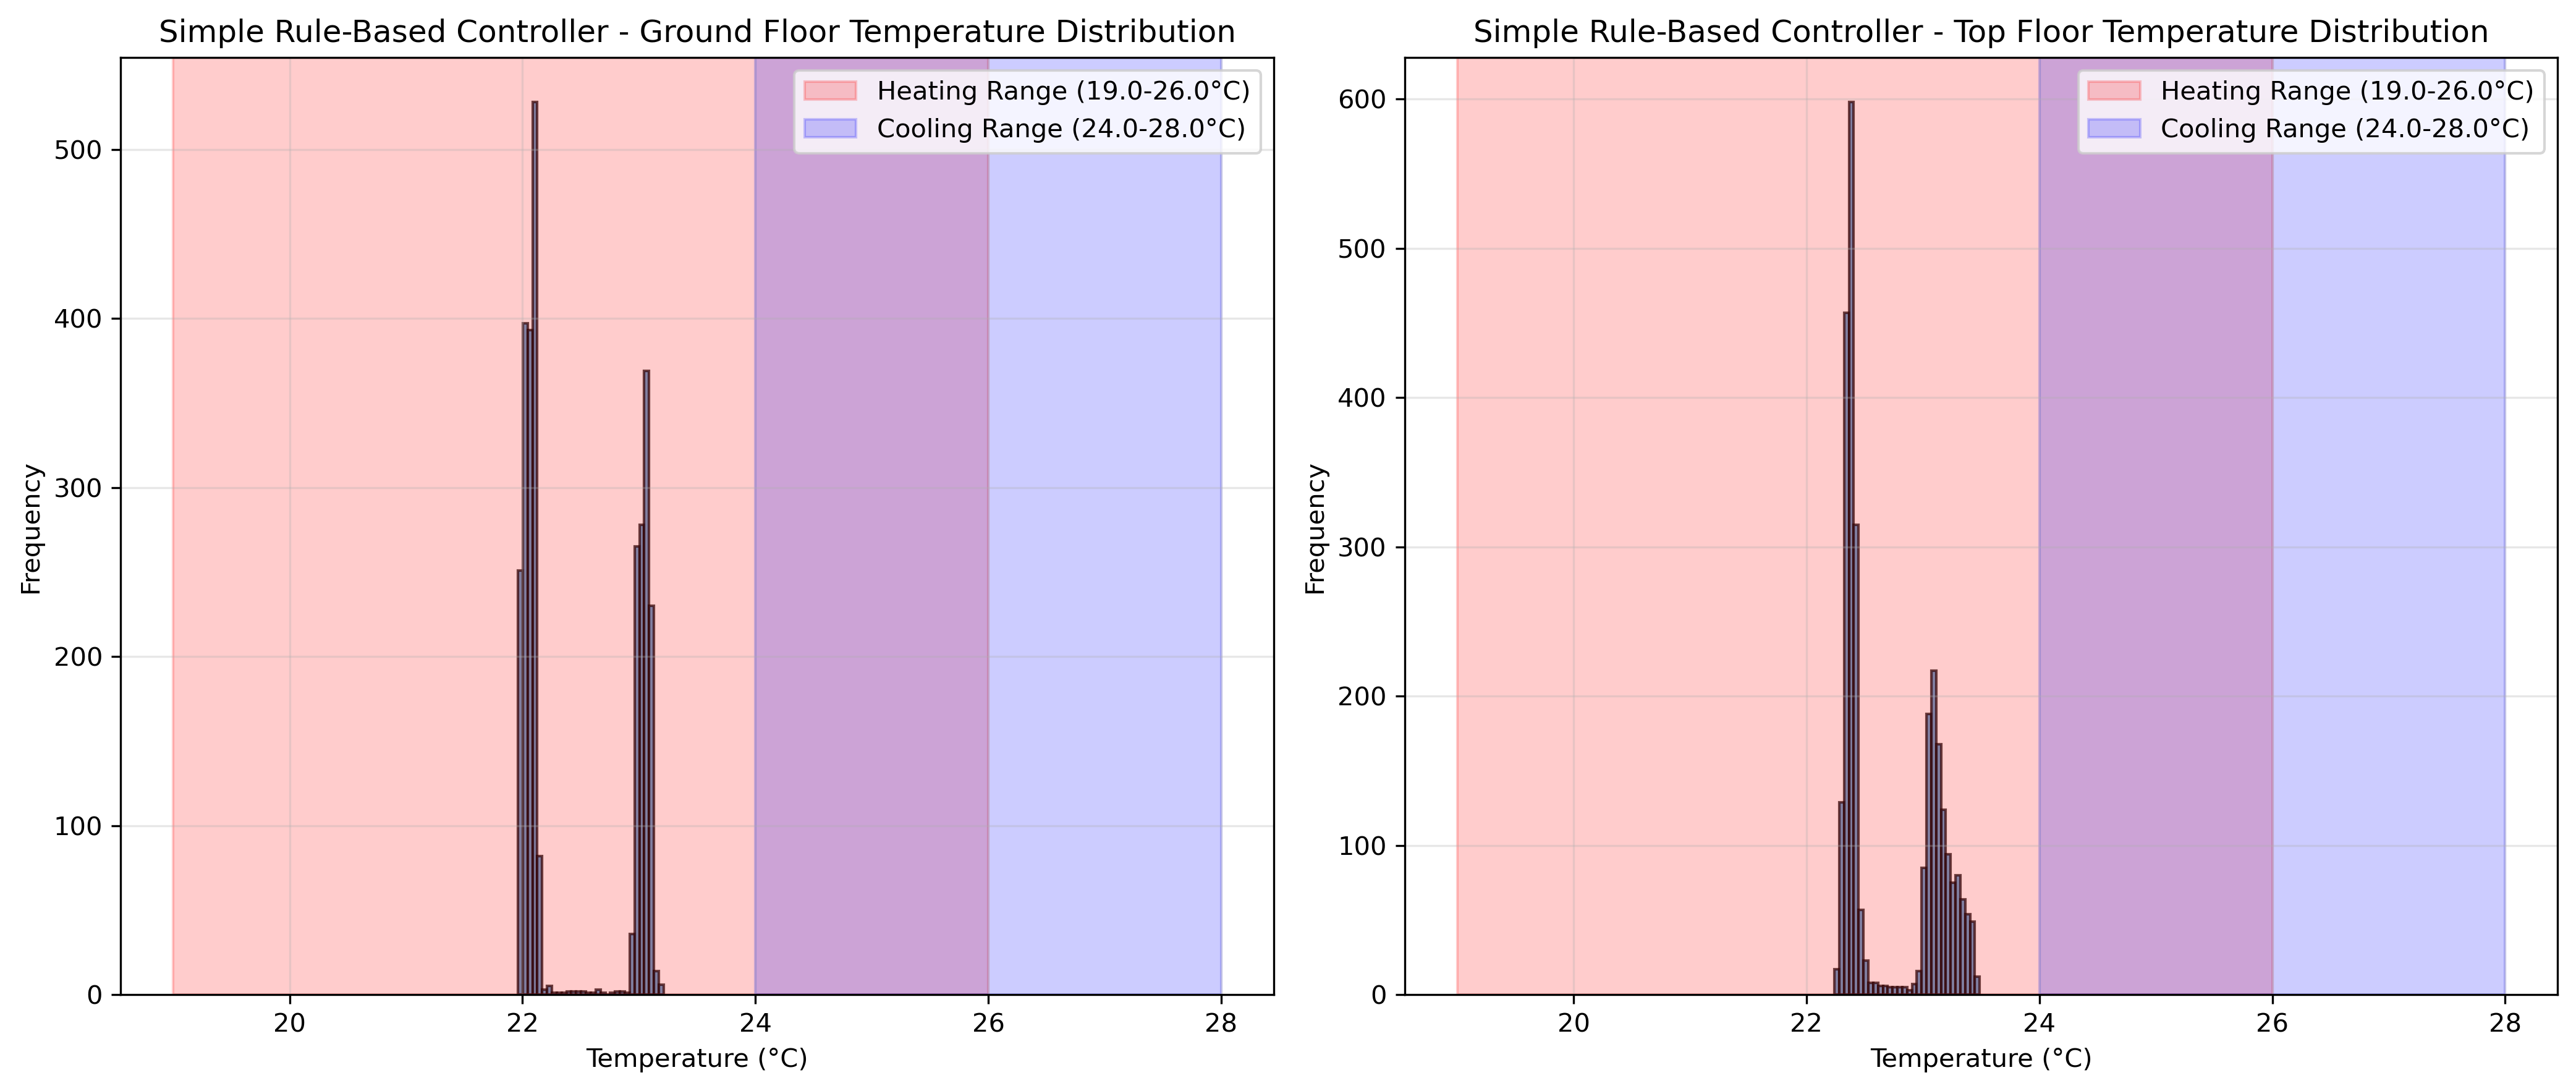 Simple Rule-Based Controller - Ground Floor Temperature Distribution
Heating Range (19.0-26.0°C)
Cooling Range (24.0-28.0°C)
Frequency
500
400
300
200
100
0
20 22 24 26 28
Temperature (°C)
Simple Rule-Based Controller - Top Floor Temperature Distribution
Heating Range (19.0-26.0°C)
Cooling Range (24.0-28.0°C)
Frequency
600
500
400
300
200
100
0
20 22 24 26 28
Temperature (°C)